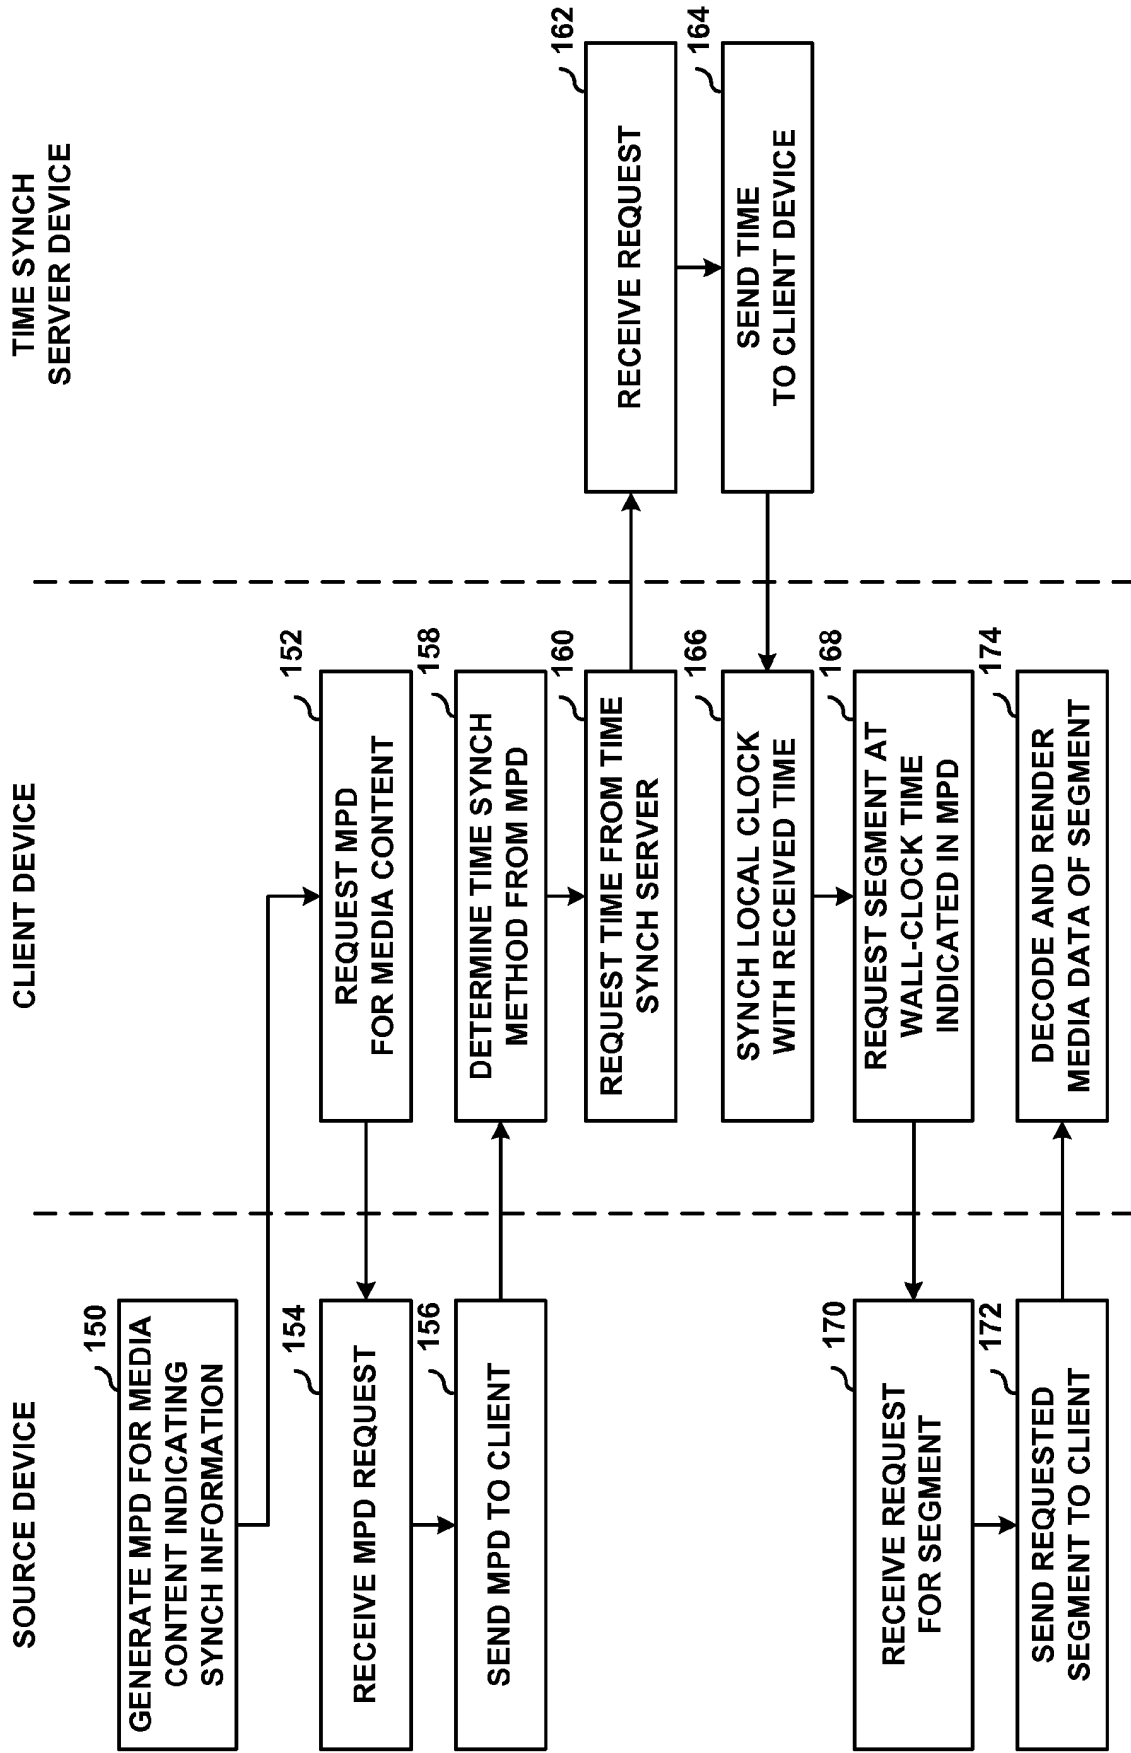 SOURCE DEVICE
CLIENT DEVICE
TIME SYNCH
SERVER DEVICE
150
GENERATE MPD FOR MEDIA
CONTENT INDICATING
SYNCH INFORMATION
152
REQUEST MPD
FOR MEDIA CONTENT
154
RECEIVE MPD REQUEST
156
SEND MPD TO CLIENT
158
DETERMINE TIME SYNCH
METHOD FROM MPD
160
REQUEST TIME FROM TIME
SYNCH SERVER
162
RECEIVE REQUEST
164
SEND TIME
TO CLIENT DEVICE
166
SYNCH LOCAL CLOCK
WITH RECEIVED TIME
168
REQUEST SEGMENT AT
WALL-CLOCK TIME
INDICATED IN MPD
170
RECEIVE REQUEST
FOR SEGMENT
172
SEND REQUESTED
SEGMENT TO CLIENT
174
DECODE AND RENDER
MEDIA DATA OF SEGMENT